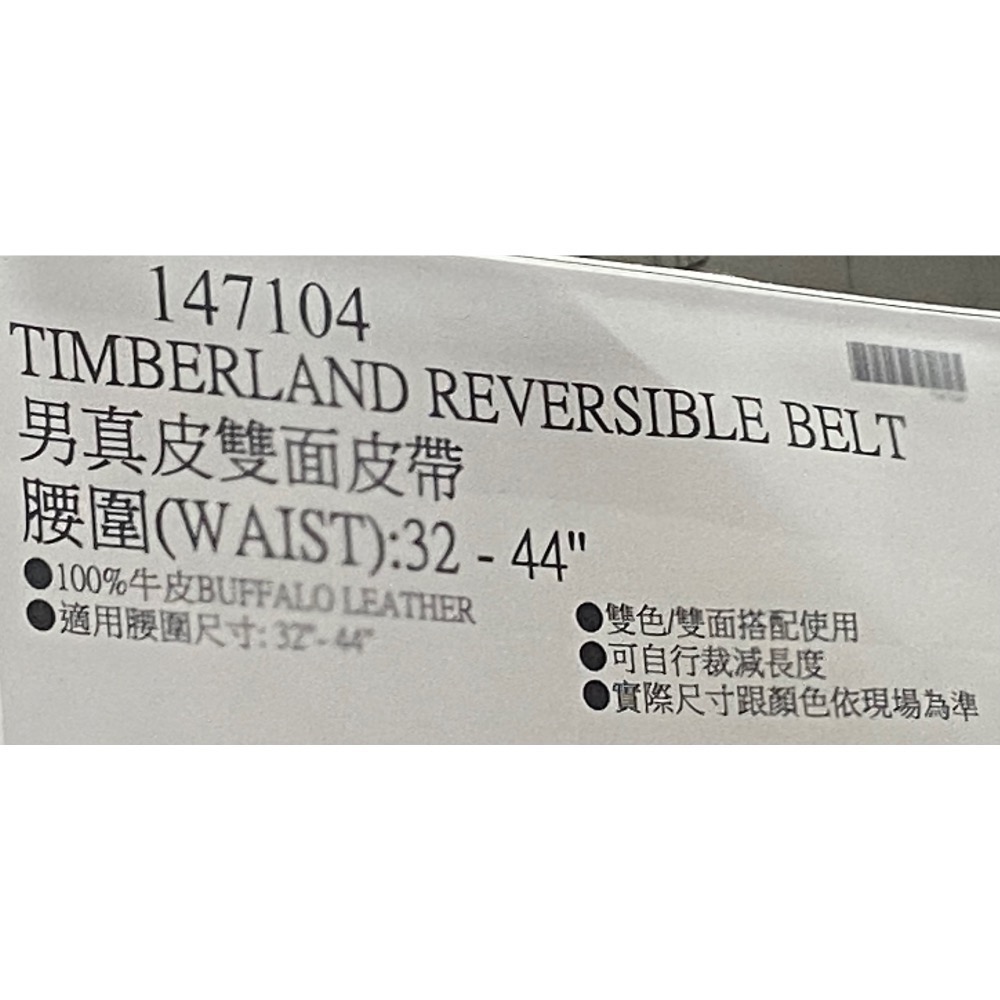 147104
TIMBERLAND REVERSIBLE BELT
男真皮雙面皮帶
腰圍(WAIST):32 - 44"
●100%牛皮BUFFALO LEATHER
●適用腰圍尺寸: 32"- 44"
●雙色/雙面搭配使用
●可自行裁減長度
●實際尺寸跟顏色依現場為準